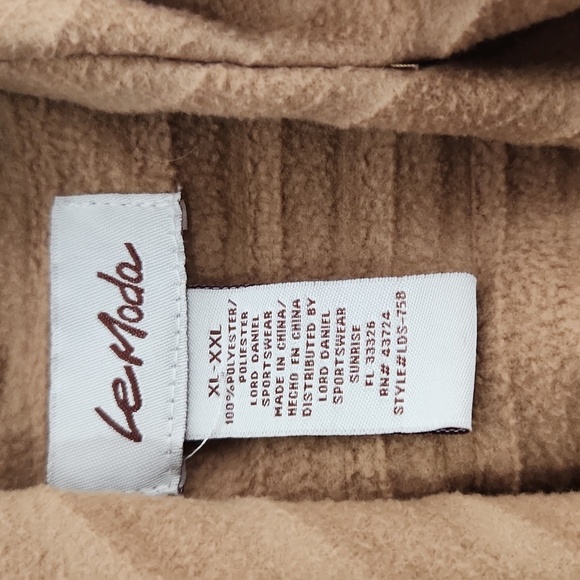 Le Moda
XL-XXL
100%POLYESTER/
POLIESTER
LORD DANIEL
SPORTSWEAR
MADE IN CHINA/
HECHO EN CHINA
DISTRIBUTED BY
LORD DANIEL
SPORTSWEAR
SUNRISE
FL 33326
RN# 43724
STYLE#LDS-758